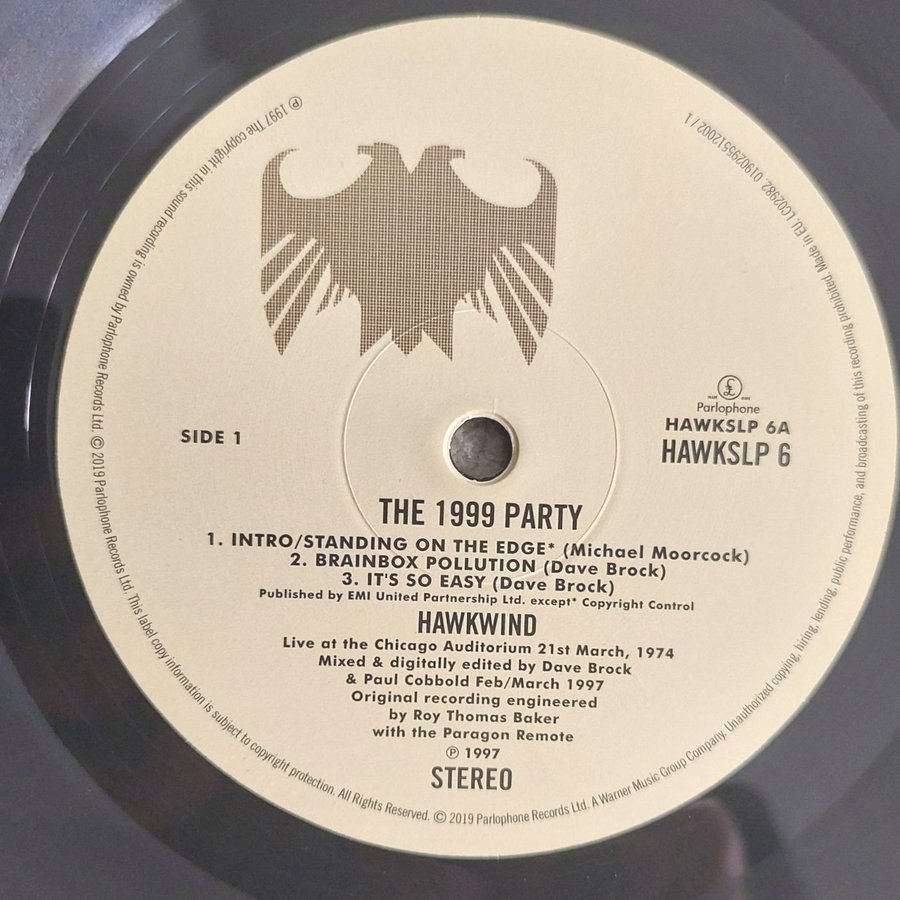 SIDE 1
£
TRADE MARK
Parlophone
HAWKSLP 6A
HAWKSLP 6
THE 1999 PARTY
1. INTRO/STANDING ON THE EDGE* (Michael Moorcock)
2. BRAINBOX POLLUTION (Dave Brock)
3. IT'S SO EASY (Dave Brock)
Published by EMI United Partnership Ltd. except* Copyright Control
HAWKWIND
Live at the Chicago Auditorium 21st March, 1974
Mixed & digitally edited by Dave Brock
& Paul Cobbold Feb/March 1997
Original recording engineered
by Roy Thomas Baker
with the Paragon Remote
℗ 1997
STEREO
℗ 1997 The copyright in this sound recording is owned by Parlophone Records Ltd. © 2019 Parlophone Records Ltd. This label copy information is subject to copyright protection. All Rights Reserved. © 2019 Parlophone Records Ltd. A Warner Music Group Company. Unauthorized copying, hiring, lending, public performance, and broadcasting of this recording prohibited. Made in EU. LC02982. 0190295512002 / 1